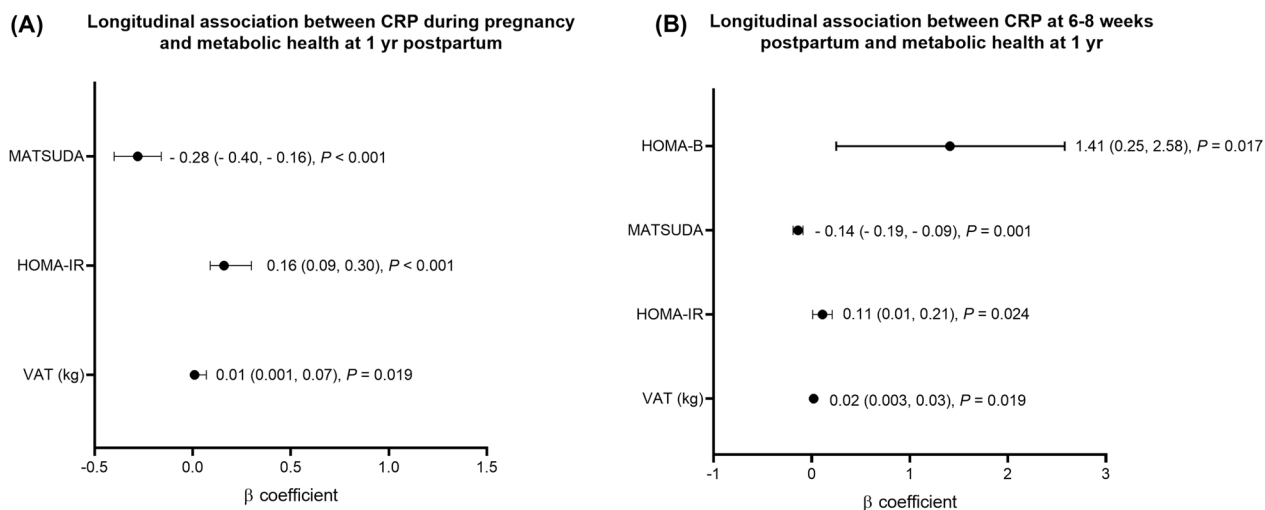 (A)
Longitudinal association between CRP during pregnancy
and metabolic health at 1 yr postpartum
MATSUDA
- 0.28 (- 0.40, - 0.16), P < 0.001
HOMA-IR
0.16 (0.09, 0.30), P < 0.001
VAT (kg)
0.01 (0.001, 0.07), P = 0.019
-0.5 0.0 0.5 1.0 1.5
β coefficient
(B)
Longitudinal association between CRP at 6-8 weeks
postpartum and metabolic health at 1 yr
HOMA-B
1.41 (0.25, 2.58), P = 0.017
MATSUDA
- 0.14 (- 0.19, - 0.09), P = 0.001
HOMA-IR
0.11 (0.01, 0.21), P = 0.024
VAT (kg)
0.02 (0.003, 0.03), P = 0.019
-1 0 1 2 3
β coefficient